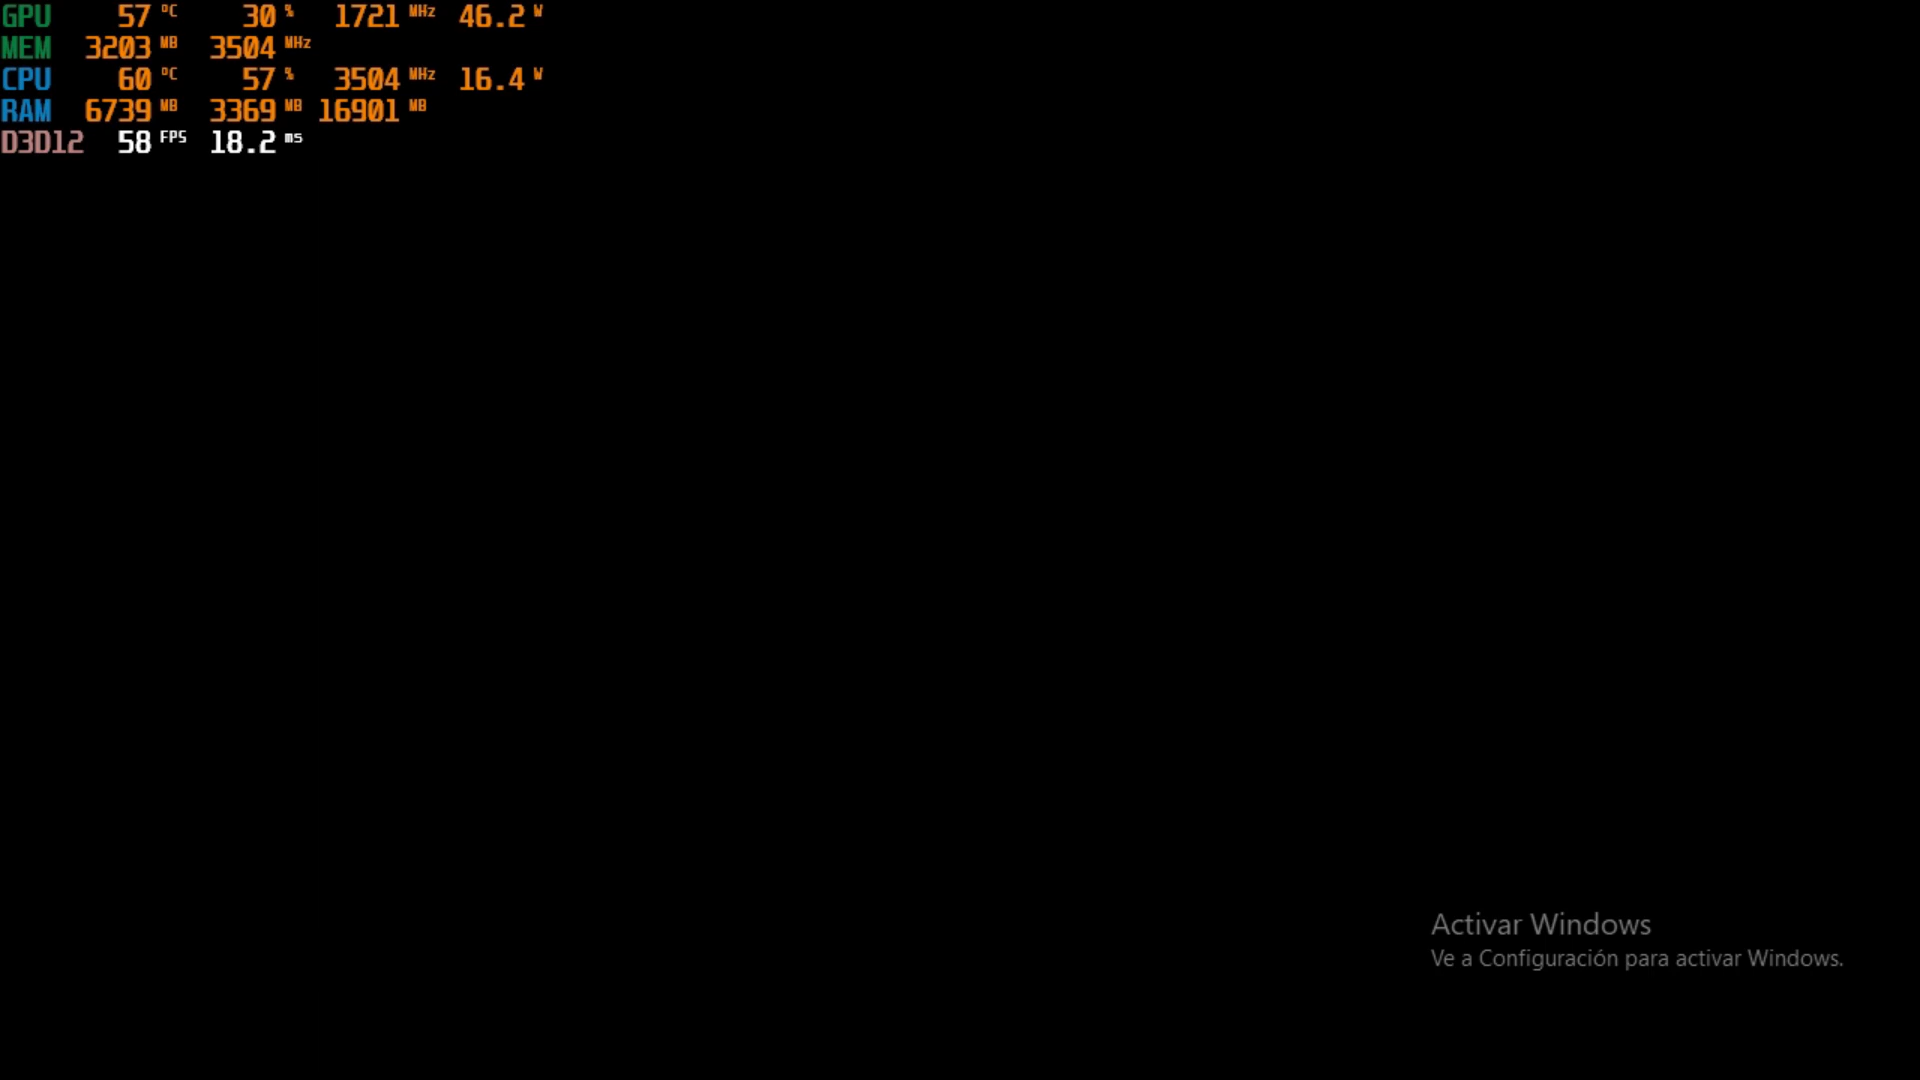 GPU 57 °C 30 % 1721 MHz 46.2 W
MEM 3203 MB 3504 MHz
CPU 60 °C 57 % 3504 MHz 16.4 W
RAM 6739 MB 3369 MB 16901 MB
D3D12 58 FPS 18.2 ms
Activar Windows
Ve a Configuración para activar Windows.